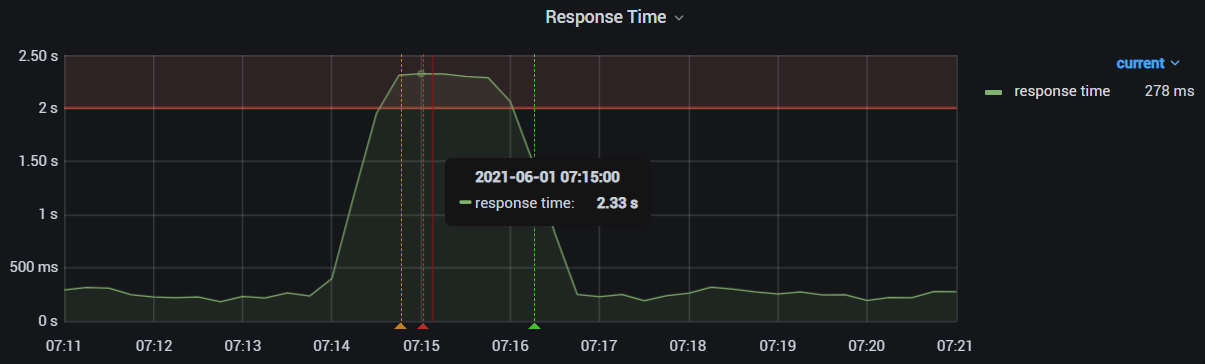 Response Time
2.50 s
2 s
1.50 s
1 s
500 ms
0 s
07:11 07:12 07:13 07:14 07:15 07:16 07:17 07:18 07:19 07:20 07:21
2021-06-01 07:15:00
response time: 2.33 s
current
response time 278 ms